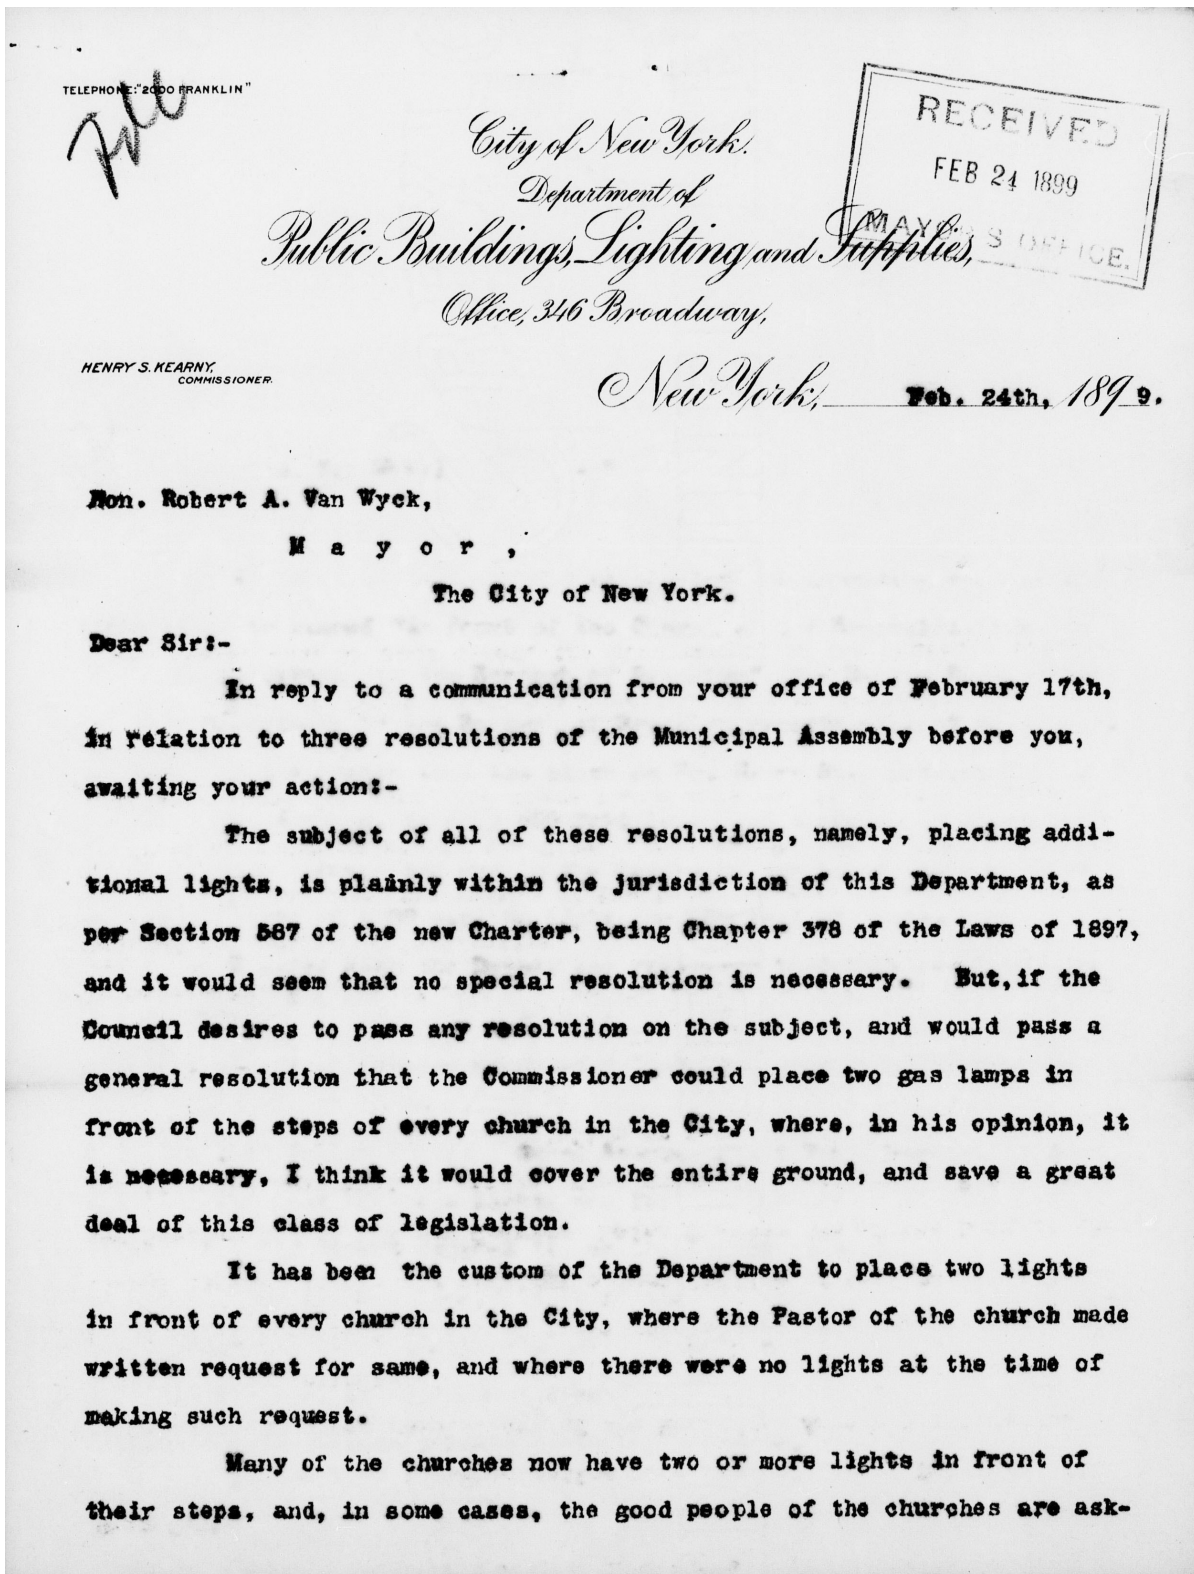 TELEPHONE: "2000 FRANKLIN"
RECEIVED
FEB 24 1899
MAYOR'S OFFICE.
City of New York.
Department of
Public Buildings, Lighting and Supplies,
Office, 346 Broadway,
HENRY S. KEARNY,
COMMISSIONER.
New York, Feb. 24th, 1899.
Hon. Robert A. Van Wyck,
M a y o r ,
The City of New York.
Dear Sir:-
In reply to a communication from your office of February 17th,
in relation to three resolutions of the Municipal Assembly before you,
awaiting your action:-
The subject of all of these resolutions, namely, placing addi-
tional lights, is plainly within the jurisdiction of this Department, as
per Section 587 of the new Charter, being Chapter 378 of the Laws of 1897,
and it would seem that no special resolution is necessary. But, if the
Council desires to pass any resolution on the subject, and would pass a
general resolution that the Commissioner could place two gas lamps in
front of the steps of every church in the City, where, in his opinion, it
is necessary, I think it would cover the entire ground, and save a great
deal of this class of legislation.
It has been the custom of the Department to place two lights
in front of every church in the City, where the Pastor of the church made
written request for same, and where there were no lights at the time of
making such request.
Many of the churches now have two or more lights in front of
their steps, and, in some cases, the good people of the churches are ask-